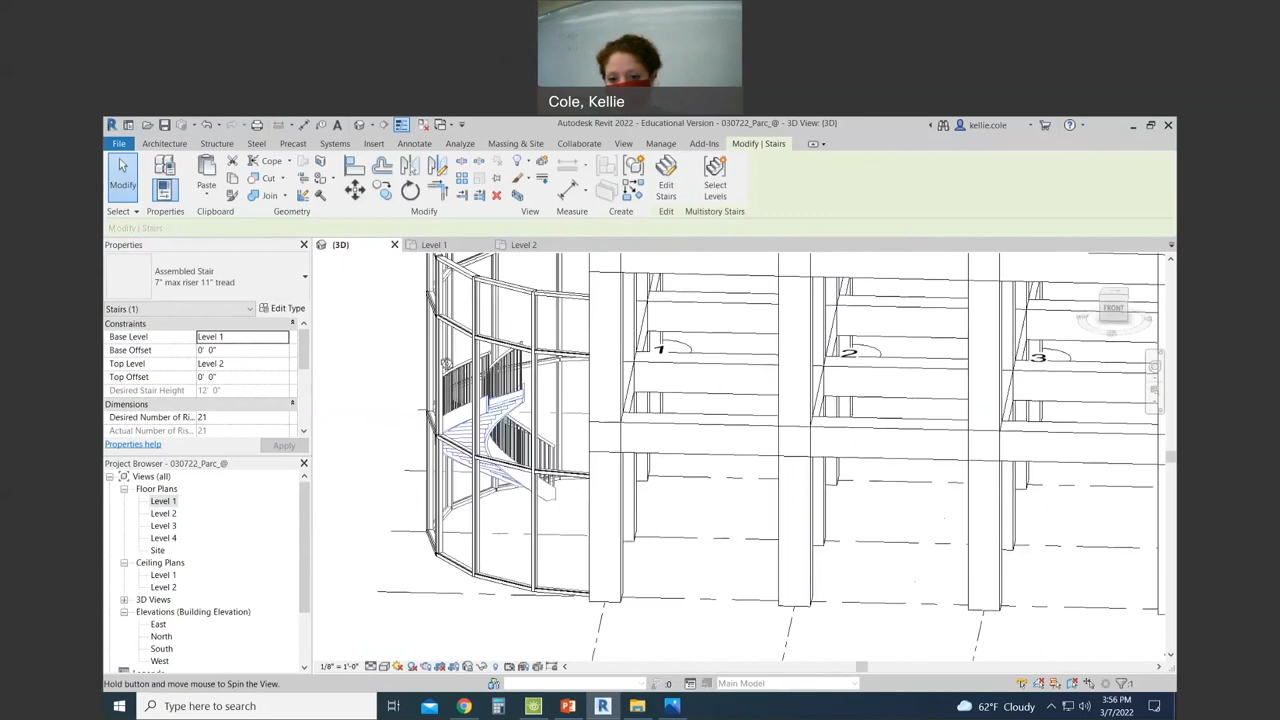 Cole, Kellie
Autodesk Revit 2022 - Educational Version - 030722_Parc_@ - 3D View: {3D}
kellie.cole
File Architecture Structure Steel Precast Systems Insert Annotate Analyze Massing & Site Collaborate View Manage Add-Ins Modify | Stairs
Modify
Paste
Cope
Cut
Join
Edit Stairs
Select Levels
Select Properties Clipboard Geometry Modify View Measure Create Edit Multistory Stairs
Modify | Stairs
Properties
{3D} Level 1 Level 2
Assembled Stair
7" max riser 11" tread
Stairs (1) Edit Type
Constraints
Base Level Level 1
Base Offset 0' 0"
Top Level Level 2
Top Offset 0' 0"
Desired Stair Height 12' 0"
Dimensions
Desired Number of Ris... 21
Actual Number of Ris... 21
Properties help Apply
Project Browser - 030722_Parc_@
Views (all)
Floor Plans
Level 1
Level 2
Level 3
Level 4
Site
Ceiling Plans
Level 1
Level 2
3D Views
Elevations (Building Elevation)
East
North
South
West
FRONT
1 2 3
1/8" = 1'-0"
Hold button and move mouse to Spin the View.
:0
Main Model
:1
Type here to search
62°F Cloudy
3:56 PM
3/7/2022